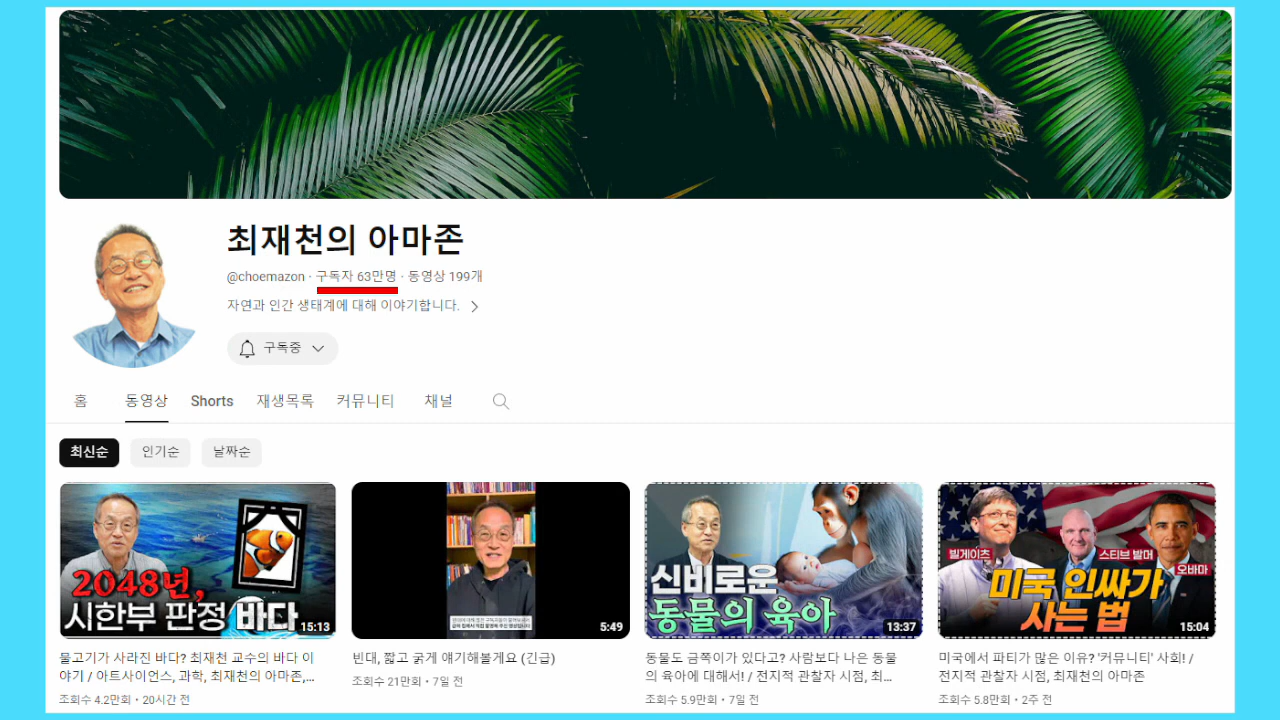 최재천의 아마존
@choemazon · 구독자 63만명 · 동영상 199개
자연과 인간 생태계에 대해 이야기합니다.
구독중
홈 동영상 Shorts 재생목록 커뮤니티 채널
최신순 인기순 날짜순
2048년,
시한부 판정 바다
15:13
5:49
신비로운
동물의 육아
13:37
빌게이츠
스티브 발머
오바마
미국 인싸가
사는 법
15:04
물고기가 사라진 바다? 최재천 교수의 바다 이
야기 / 아트사이언스, 과학, 최재천의 아마존,...
조회수 4.2만회 · 20시간 전
빈대, 짧고 굵게 얘기해볼게요 (긴급)
조회수 21만회 · 7일 전
동물도 금쪽이가 있다고? 사람보다 나은 동물
의 육아에 대해서! / 전지적 관찰자 시점, 최...
조회수 5.9만회 · 7일 전
미국에서 파티가 많은 이유? '커뮤니티' 사회! /
전지적 관찰자 시점, 최재천의 아마존
조회수 5.8만회 · 2주 전